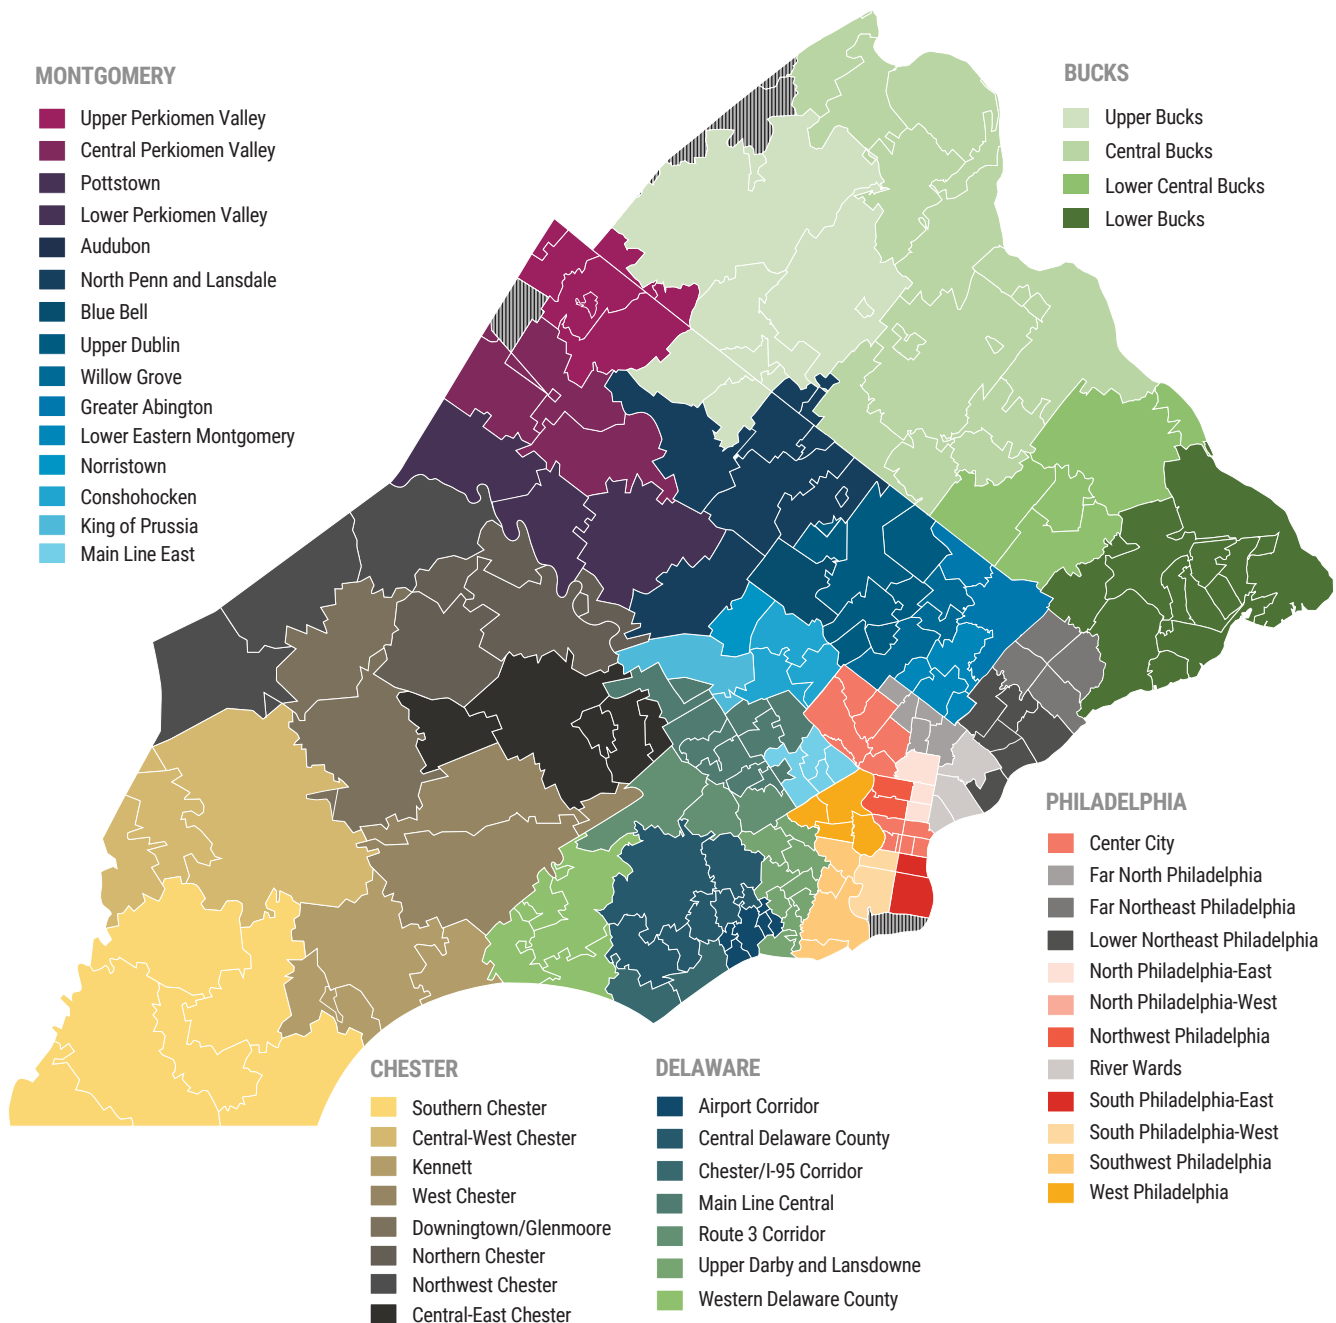 MONTGOMERY
Upper Perkiomen Valley
Central Perkiomen Valley
Pottstown
Lower Perkiomen Valley
Audubon
North Penn and Lansdale
Blue Bell
Upper Dublin
Willow Grove
Greater Abington
Lower Eastern Montgomery
Norristown
Conshohocken
King of Prussia
Main Line East
BUCKS
Upper Bucks
Central Bucks
Lower Central Bucks
Lower Bucks
PHILADELPHIA
Center City
Far North Philadelphia
Far Northeast Philadelphia
Lower Northeast Philadelphia
North Philadelphia-East
North Philadelphia-West
Northwest Philadelphia
River Wards
South Philadelphia-East
South Philadelphia-West
Southwest Philadelphia
West Philadelphia
CHESTER
Southern Chester
Central-West Chester
Kennett
West Chester
Downingtown/Glenmoore
Northern Chester
Northwest Chester
Central-East Chester
DELAWARE
Airport Corridor
Central Delaware County
Chester/I-95 Corridor
Main Line Central
Route 3 Corridor
Upper Darby and Lansdowne
Western Delaware County